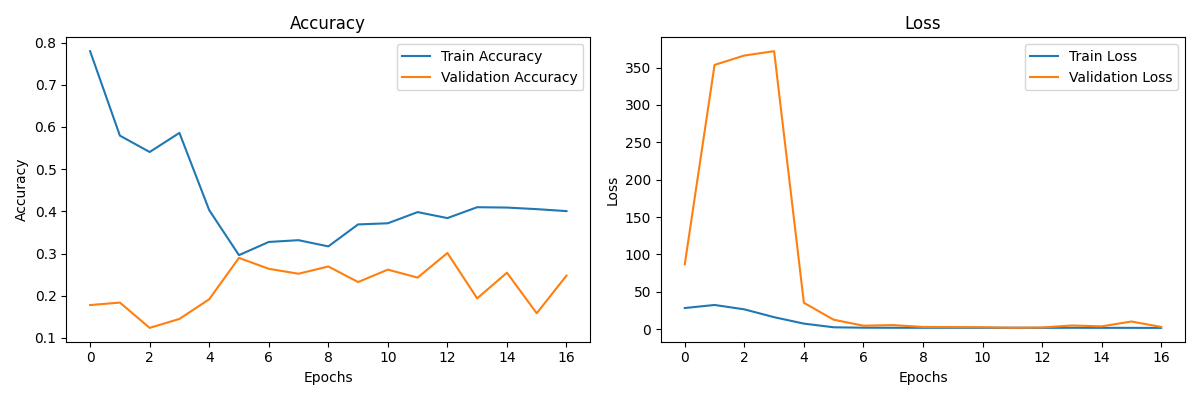 Accuracy
Train Accuracy
Validation Accuracy
0.8
0.7
0.6
0.5
0.4
0.3
0.2
0.1
Accuracy
0 2 4 6 8 10 12 14 16
Epochs
Loss
Train Loss
Validation Loss
350
300
250
200
150
100
50
0
Loss
0 2 4 6 8 10 12 14 16
Epochs